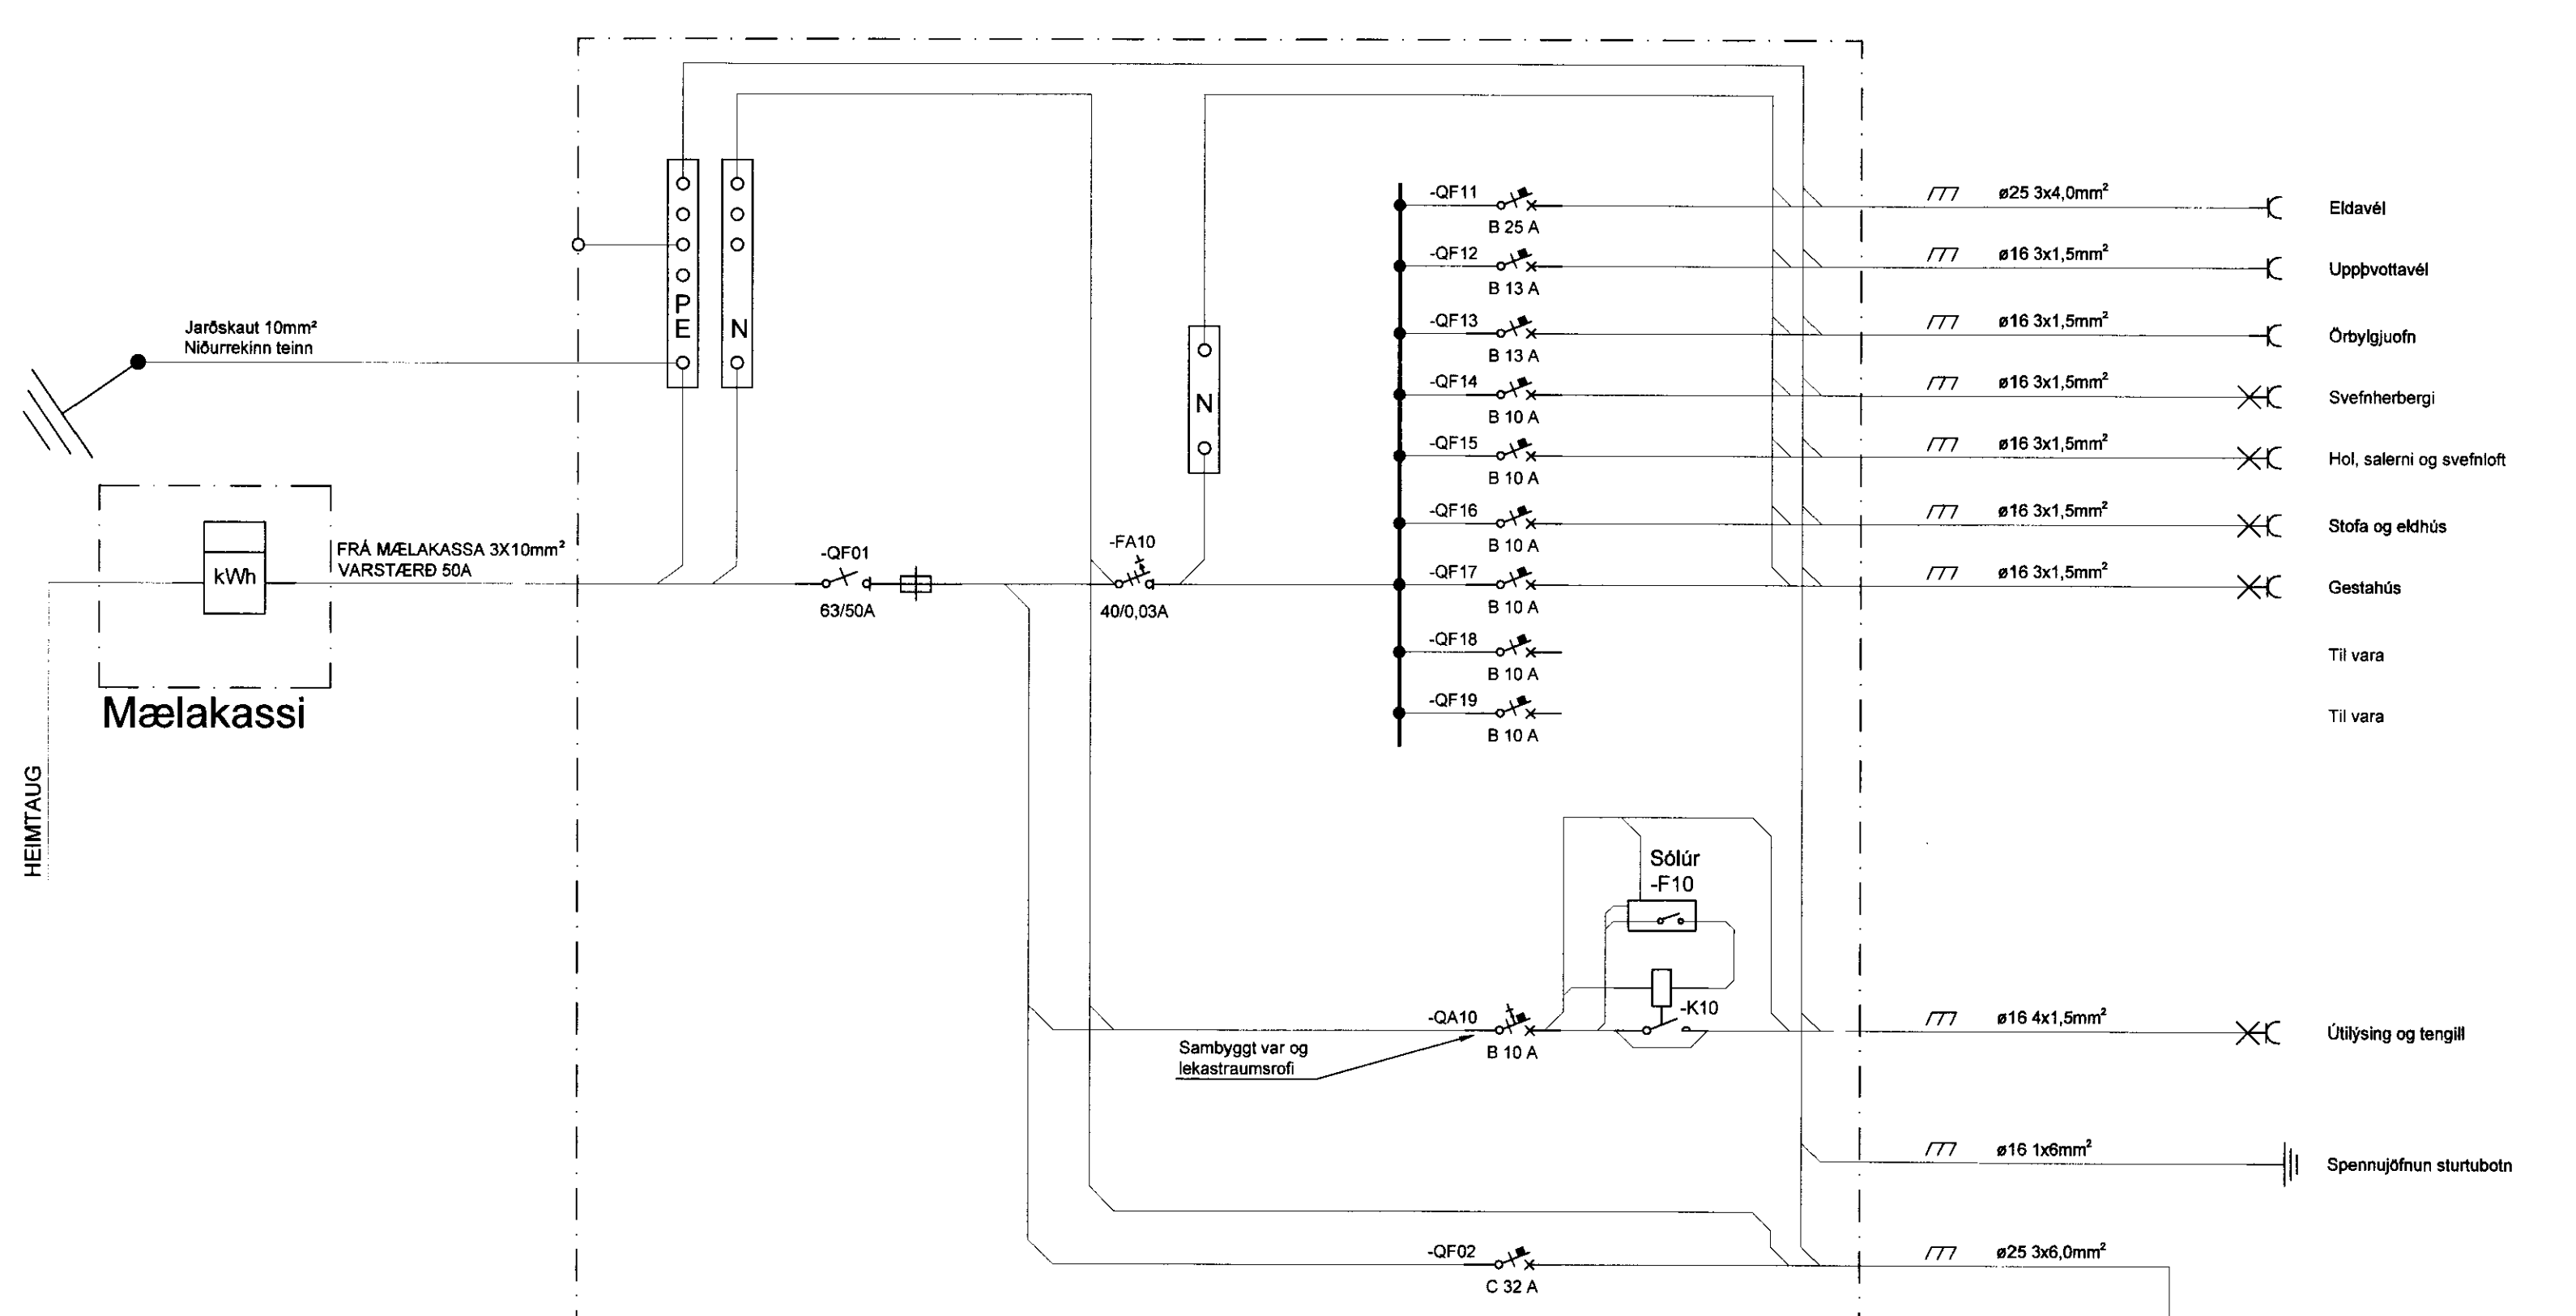 Jarðskaut 10mm²
Niðurrekinn teinn
P
E
N
N
kWh
Mælakassi
HEIMTAUG
FRÁ MÆLAKASSA 3X10mm²
VARSTÆRÐ 50A
-QF01
63/50A
-FA10
40/0,03A
-QF11
B 25 A
ø25 3x4,0mm²
Eldavél
-QF12
B 13 A
ø16 3x1,5mm²
Uppþvottavél
-QF13
B 13 A
ø16 3x1,5mm²
Örbylgjuofn
-QF14
B 10 A
ø16 3x1,5mm²
Svefnherbergi
-QF15
B 10 A
ø16 3x1,5mm²
Hol, salerni og svefnloft
-QF16
B 10 A
ø16 3x1,5mm²
Stofa og eldhús
-QF17
B 10 A
ø16 3x1,5mm²
Gestahús
-QF18
B 10 A
Til vara
-QF19
B 10 A
Til vara
Sólúr
-F10
-K10
-QA10
B 10 A
Sambyggt var og
lekastraumsrofi
ø16 4x1,5mm²
Útilýsing og tengill
ø16 1x6mm²
Spennujöfnun sturtubotn
-QF02
C 32 A
ø25 3x6,0mm²